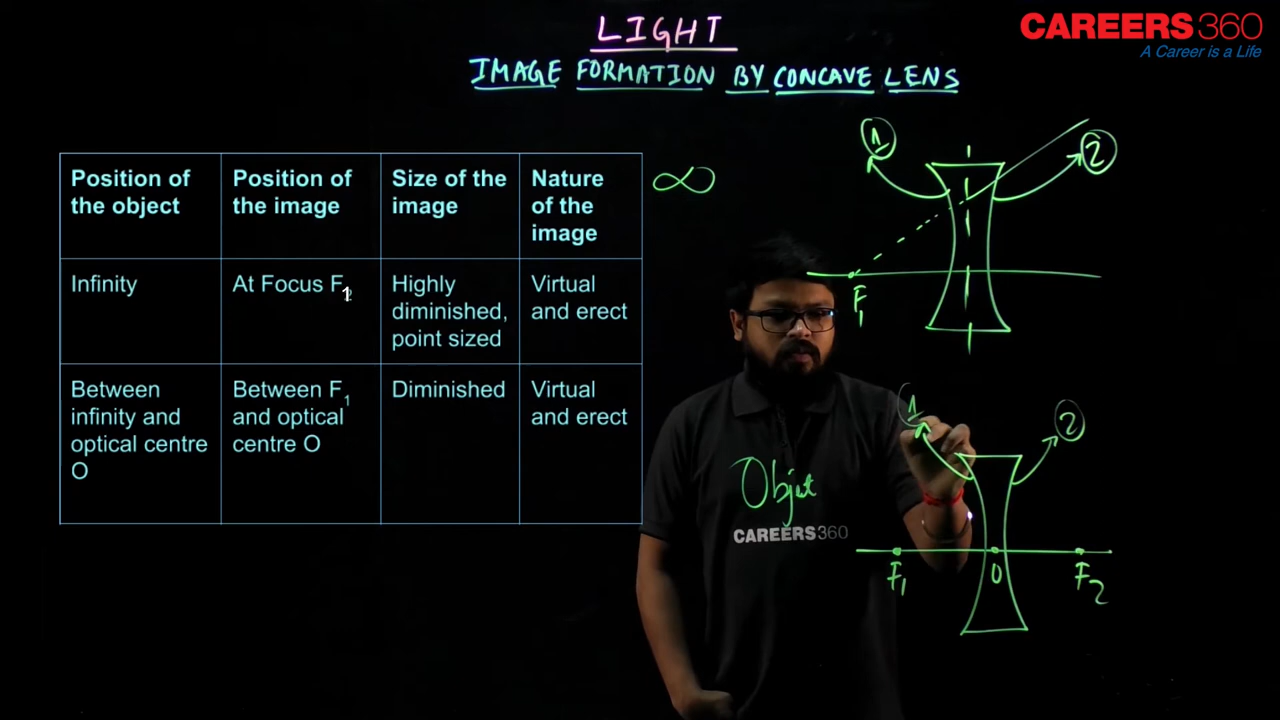 LIGHT
IMAGE FORMATION BY CONCAVE LENS
CAREERS360
A Career is a Life
Position of the object
Position of the image
Size of the image
Nature of the image
∞
Infinity
At Focus F
Highly diminished, point sized
Virtual and erect
Between infinity and optical centre O
Between F1 and optical centre O
Diminished
Virtual and erect
1
2
F1
Objet
CAREERS360
1
2
F1
O
F2